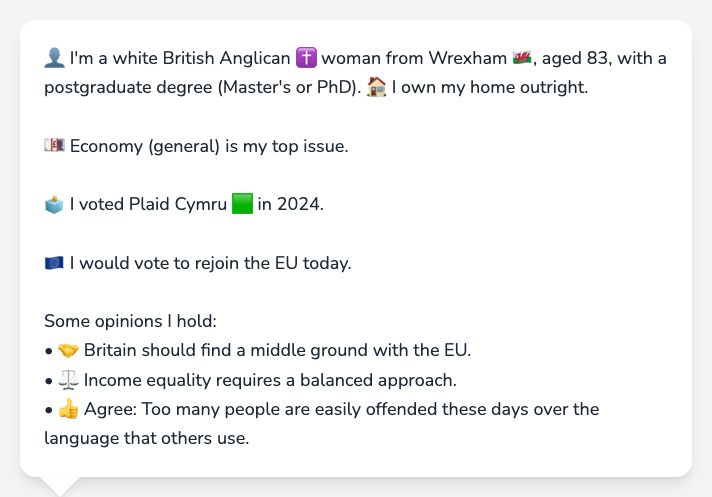 👤 I'm a white British Anglican ✝️ woman from Wrexham 🏴󠁧󠁢󠁷󠁬󠁳󠁿, aged 83, with a
postgraduate degree (Master's or PhD). 🏠 I own my home outright.
💷 Economy (general) is my top issue.
🗳️ I voted Plaid Cymru 🟩 in 2024.
🇪🇺 I would vote to rejoin the EU today.
Some opinions I hold:
• 🤝 Britain should find a middle ground with the EU.
• ⚖️ Income equality requires a balanced approach.
• 👍 Agree: Too many people are easily offended these days over the
language that others use.